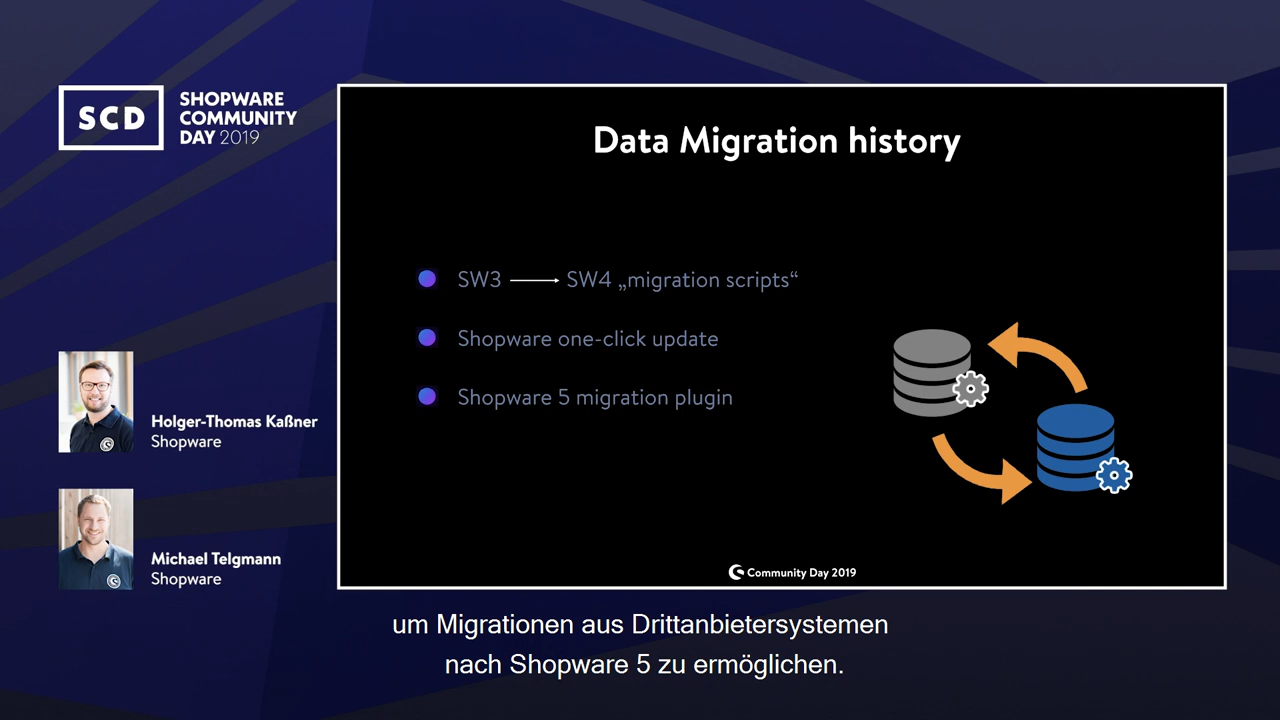 SCD
SHOPWARE
COMMUNITY
DAY 2019
Data Migration history
SW3 → SW4 „migration scripts“
Shopware one-click update
Shopware 5 migration plugin
Holger-Thomas Kaßner
Shopware
Michael Telgmann
Shopware
Community Day 2019
um Migrationen aus Drittanbietersystemen
nach Shopware 5 zu ermöglichen.